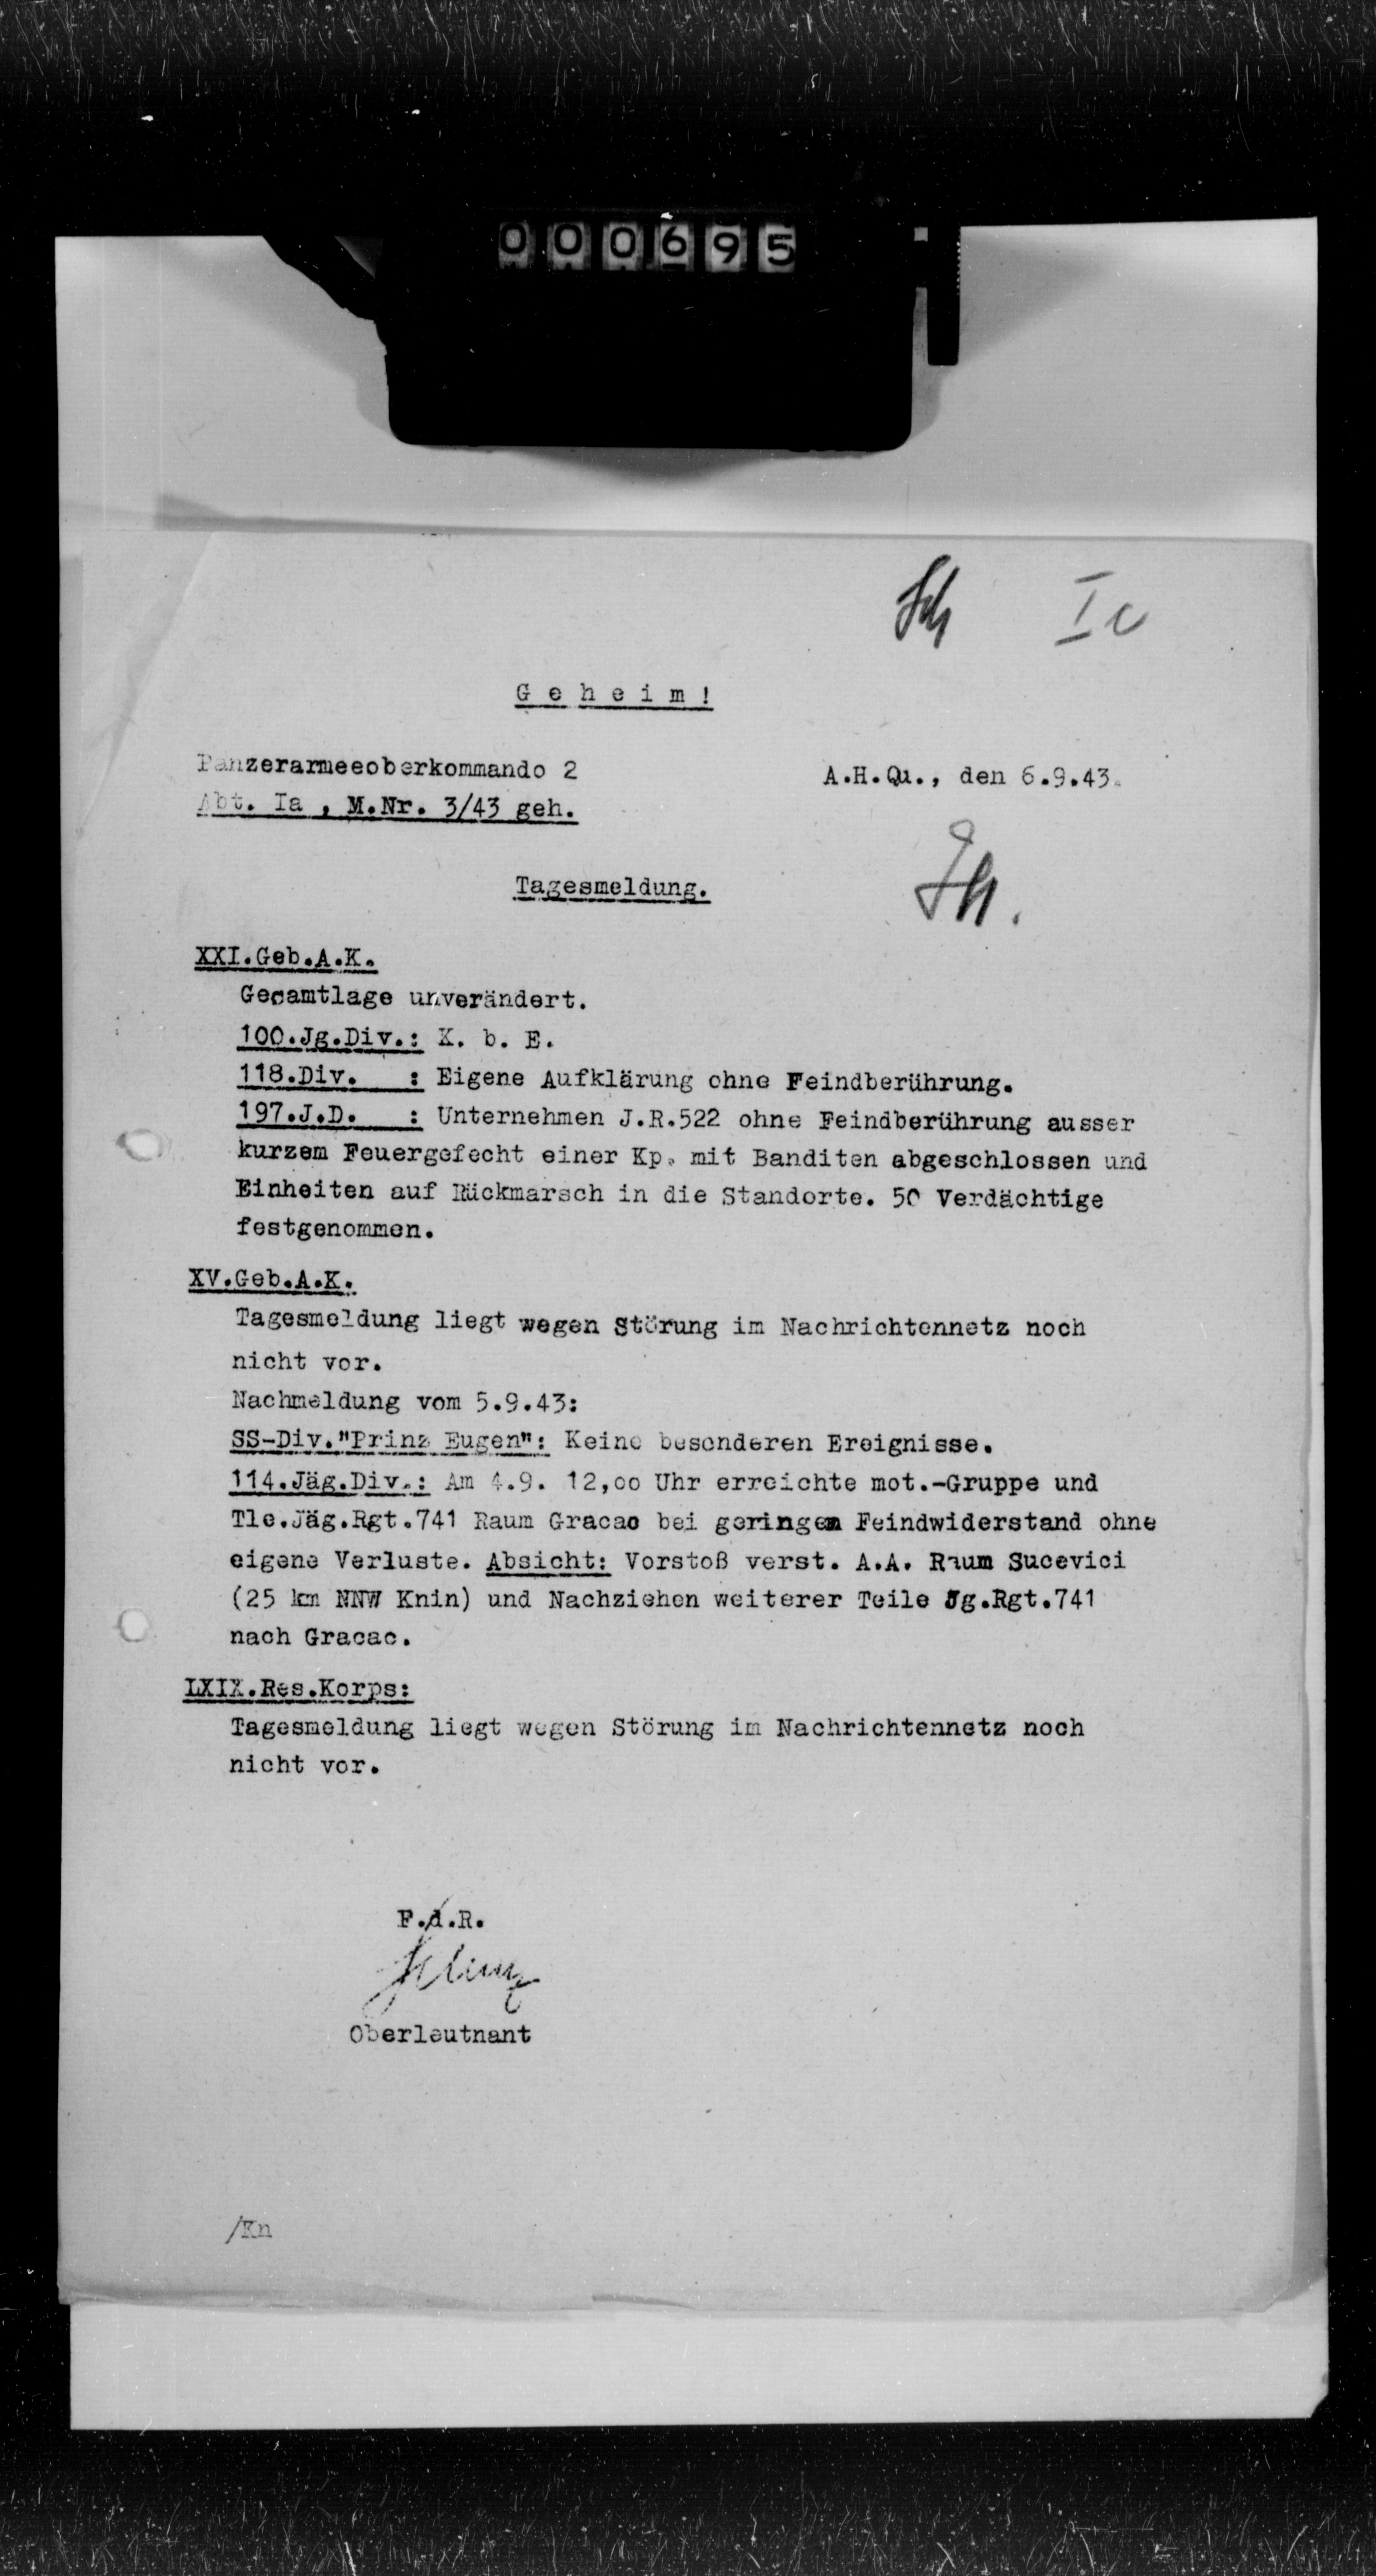 000695
Ic
Geheim!
Panzerarmeeoberkommando 2
A.H.Qu., den 6.9.43.
Abt. Ia , M.Nr. 3/43 geh.
Tagesmeldung.
XXI.Geb.A.K.
Gesamtlage unverändert.
100.Jg.Div.: K. b. E.
118.Div. : Eigene Aufklärung ohne Feindberührung.
197.J.D. : Unternehmen J.R.522 ohne Feindberührung ausser
kurzem Feuergefecht einer Kp. mit Banditen abgeschlossen und
Einheiten auf Rückmarsch in die Standorte. 50 Verdächtige
festgenommen.
XV.Geb.A.K.
Tagesmeldung liegt wegen Störung im Nachrichtennetz noch
nicht vor.
Nachmeldung vom 5.9.43:
SS-Div."Prinz Eugen": Keine besonderen Ereignisse.
114.Jäg.Div.: Am 4.9. 12,oo Uhr erreichte mot.-Gruppe und
Tle.Jäg.Rgt.741 Raum Gracac bei geringem Feindwiderstand ohne
eigene Verluste. Absicht: Vorstoß verst. A.A. Raum Sucevici
(25 km NNW Knin) und Nachziehen weiterer Teile Jg.Rgt.741
nach Gracac.
LXIX.Res.Korps:
Tagesmeldung liegt wegen Störung im Nachrichtennetz noch
nicht vor.
F.d.R.
Oberleutnant
/Kn